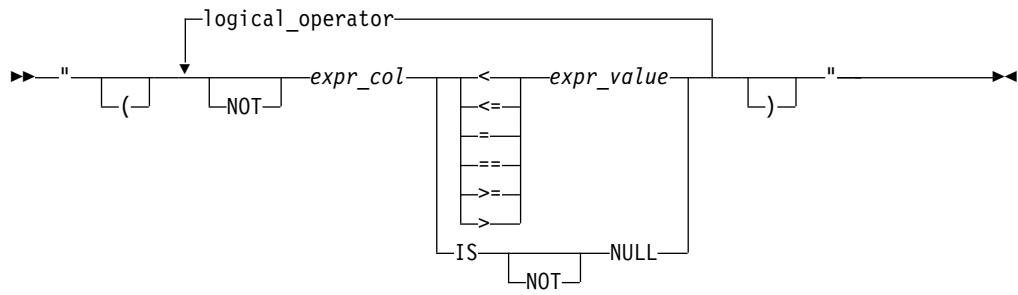 logical_operator
" ( NOT expr_col < expr_value ) "
<=
=
==
>=
>
IS NOT NULL